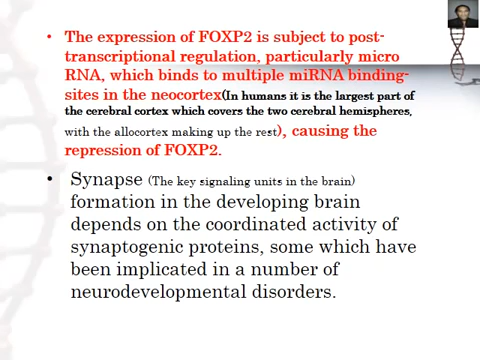 • The expression of FOXP2 is subject to post-
transcriptional regulation, particularly micro
RNA, which binds to multiple miRNA binding-
sites in the neocortex(In humans it is the largest part of
the cerebral cortex which covers the two cerebral hemispheres,
with the allocortex making up the rest), causing the
repression of FOXP2.
• Synapse (The key signaling units in the brain)
formation in the developing brain
depends on the coordinated activity of
synaptogenic proteins, some which have
been implicated in a number of
neurodevelopmental disorders.